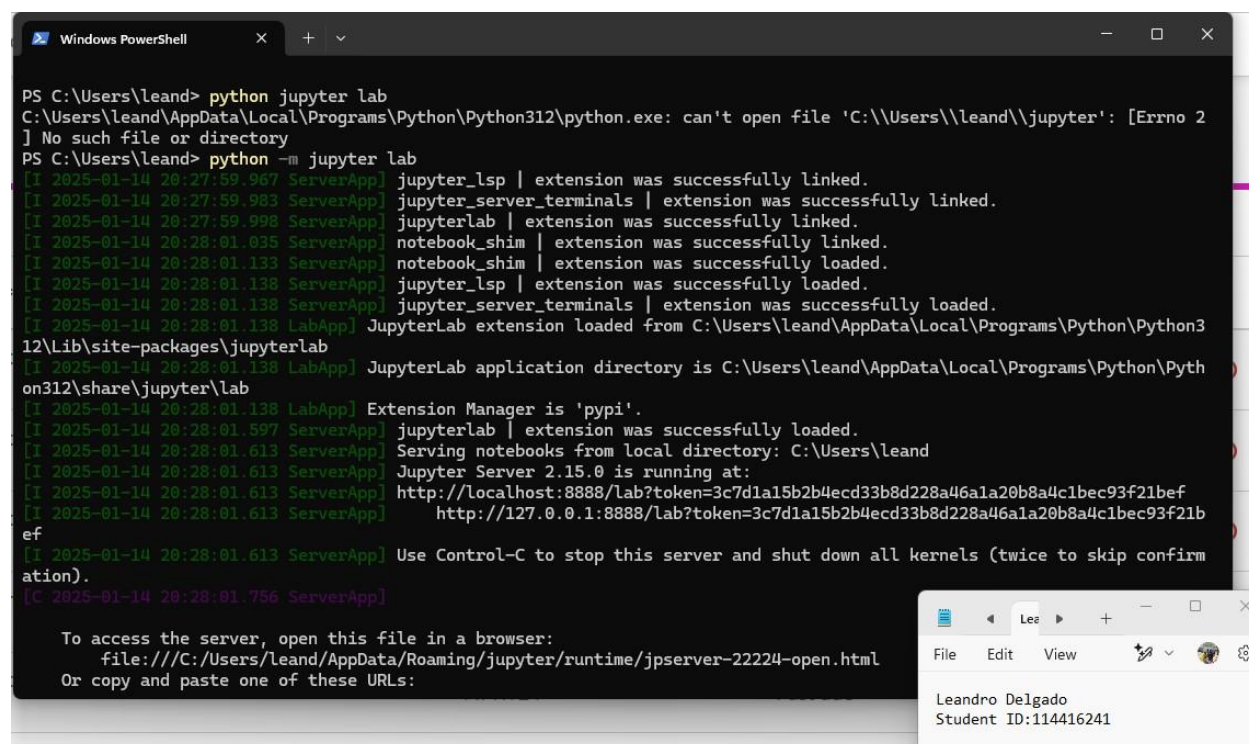 Windows PowerShell
PS C:\Users\leand> python jupyter lab
C:\Users\leand\AppData\Local\Programs\Python\Python312\python.exe: can't open file 'C:\\Users\\leand\\jupyter': [Errno 2
] No such file or directory
PS C:\Users\leand> python -m jupyter lab
[I 2025-01-14 20:27:59.967 ServerApp] jupyter_lsp | extension was successfully linked.
[I 2025-01-14 20:27:59.983 ServerApp] jupyter_server_terminals | extension was successfully linked.
[I 2025-01-14 20:27:59.998 ServerApp] jupyterlab | extension was successfully linked.
[I 2025-01-14 20:28:01.035 ServerApp] notebook_shim | extension was successfully linked.
[I 2025-01-14 20:28:01.133 ServerApp] notebook_shim | extension was successfully loaded.
[I 2025-01-14 20:28:01.138 ServerApp] jupyter_lsp | extension was successfully loaded.
[I 2025-01-14 20:28:01.138 ServerApp] jupyter_server_terminals | extension was successfully loaded.
[I 2025-01-14 20:28:01.138 LabApp] JupyterLab extension loaded from C:\Users\leand\AppData\Local\Programs\Python\Python3
12\Lib\site-packages\jupyterlab
[I 2025-01-14 20:28:01.138 LabApp] JupyterLab application directory is C:\Users\leand\AppData\Local\Programs\Python\Pyth
on312\share\jupyter\lab
[I 2025-01-14 20:28:01.138 LabApp] Extension Manager is 'pypi'.
[I 2025-01-14 20:28:01.597 ServerApp] jupyterlab | extension was successfully loaded.
[I 2025-01-14 20:28:01.613 ServerApp] Serving notebooks from local directory: C:\Users\leand
[I 2025-01-14 20:28:01.613 ServerApp] Jupyter Server 2.15.0 is running at:
[I 2025-01-14 20:28:01.613 ServerApp] http://localhost:8888/lab?token=3c7d1a15b2b4ecd33b8d228a46a1a20b8a4c1bec93f21bef
[I 2025-01-14 20:28:01.613 ServerApp]     http://127.0.0.1:8888/lab?token=3c7d1a15b2b4ecd33b8d228a46a1a20b8a4c1bec93f21b
ef
[I 2025-01-14 20:28:01.613 ServerApp] Use Control-C to stop this server and shut down all kernels (twice to skip confirm
ation).
[C 2025-01-14 20:28:01.756 ServerApp]
To access the server, open this file in a browser:
file:///C:/Users/leand/AppData/Roaming/jupyter/runtime/jpserver-22224-open.html
Or copy and paste one of these URLs:
Lea
File Edit View
Leandro Delgado
Student ID:114416241